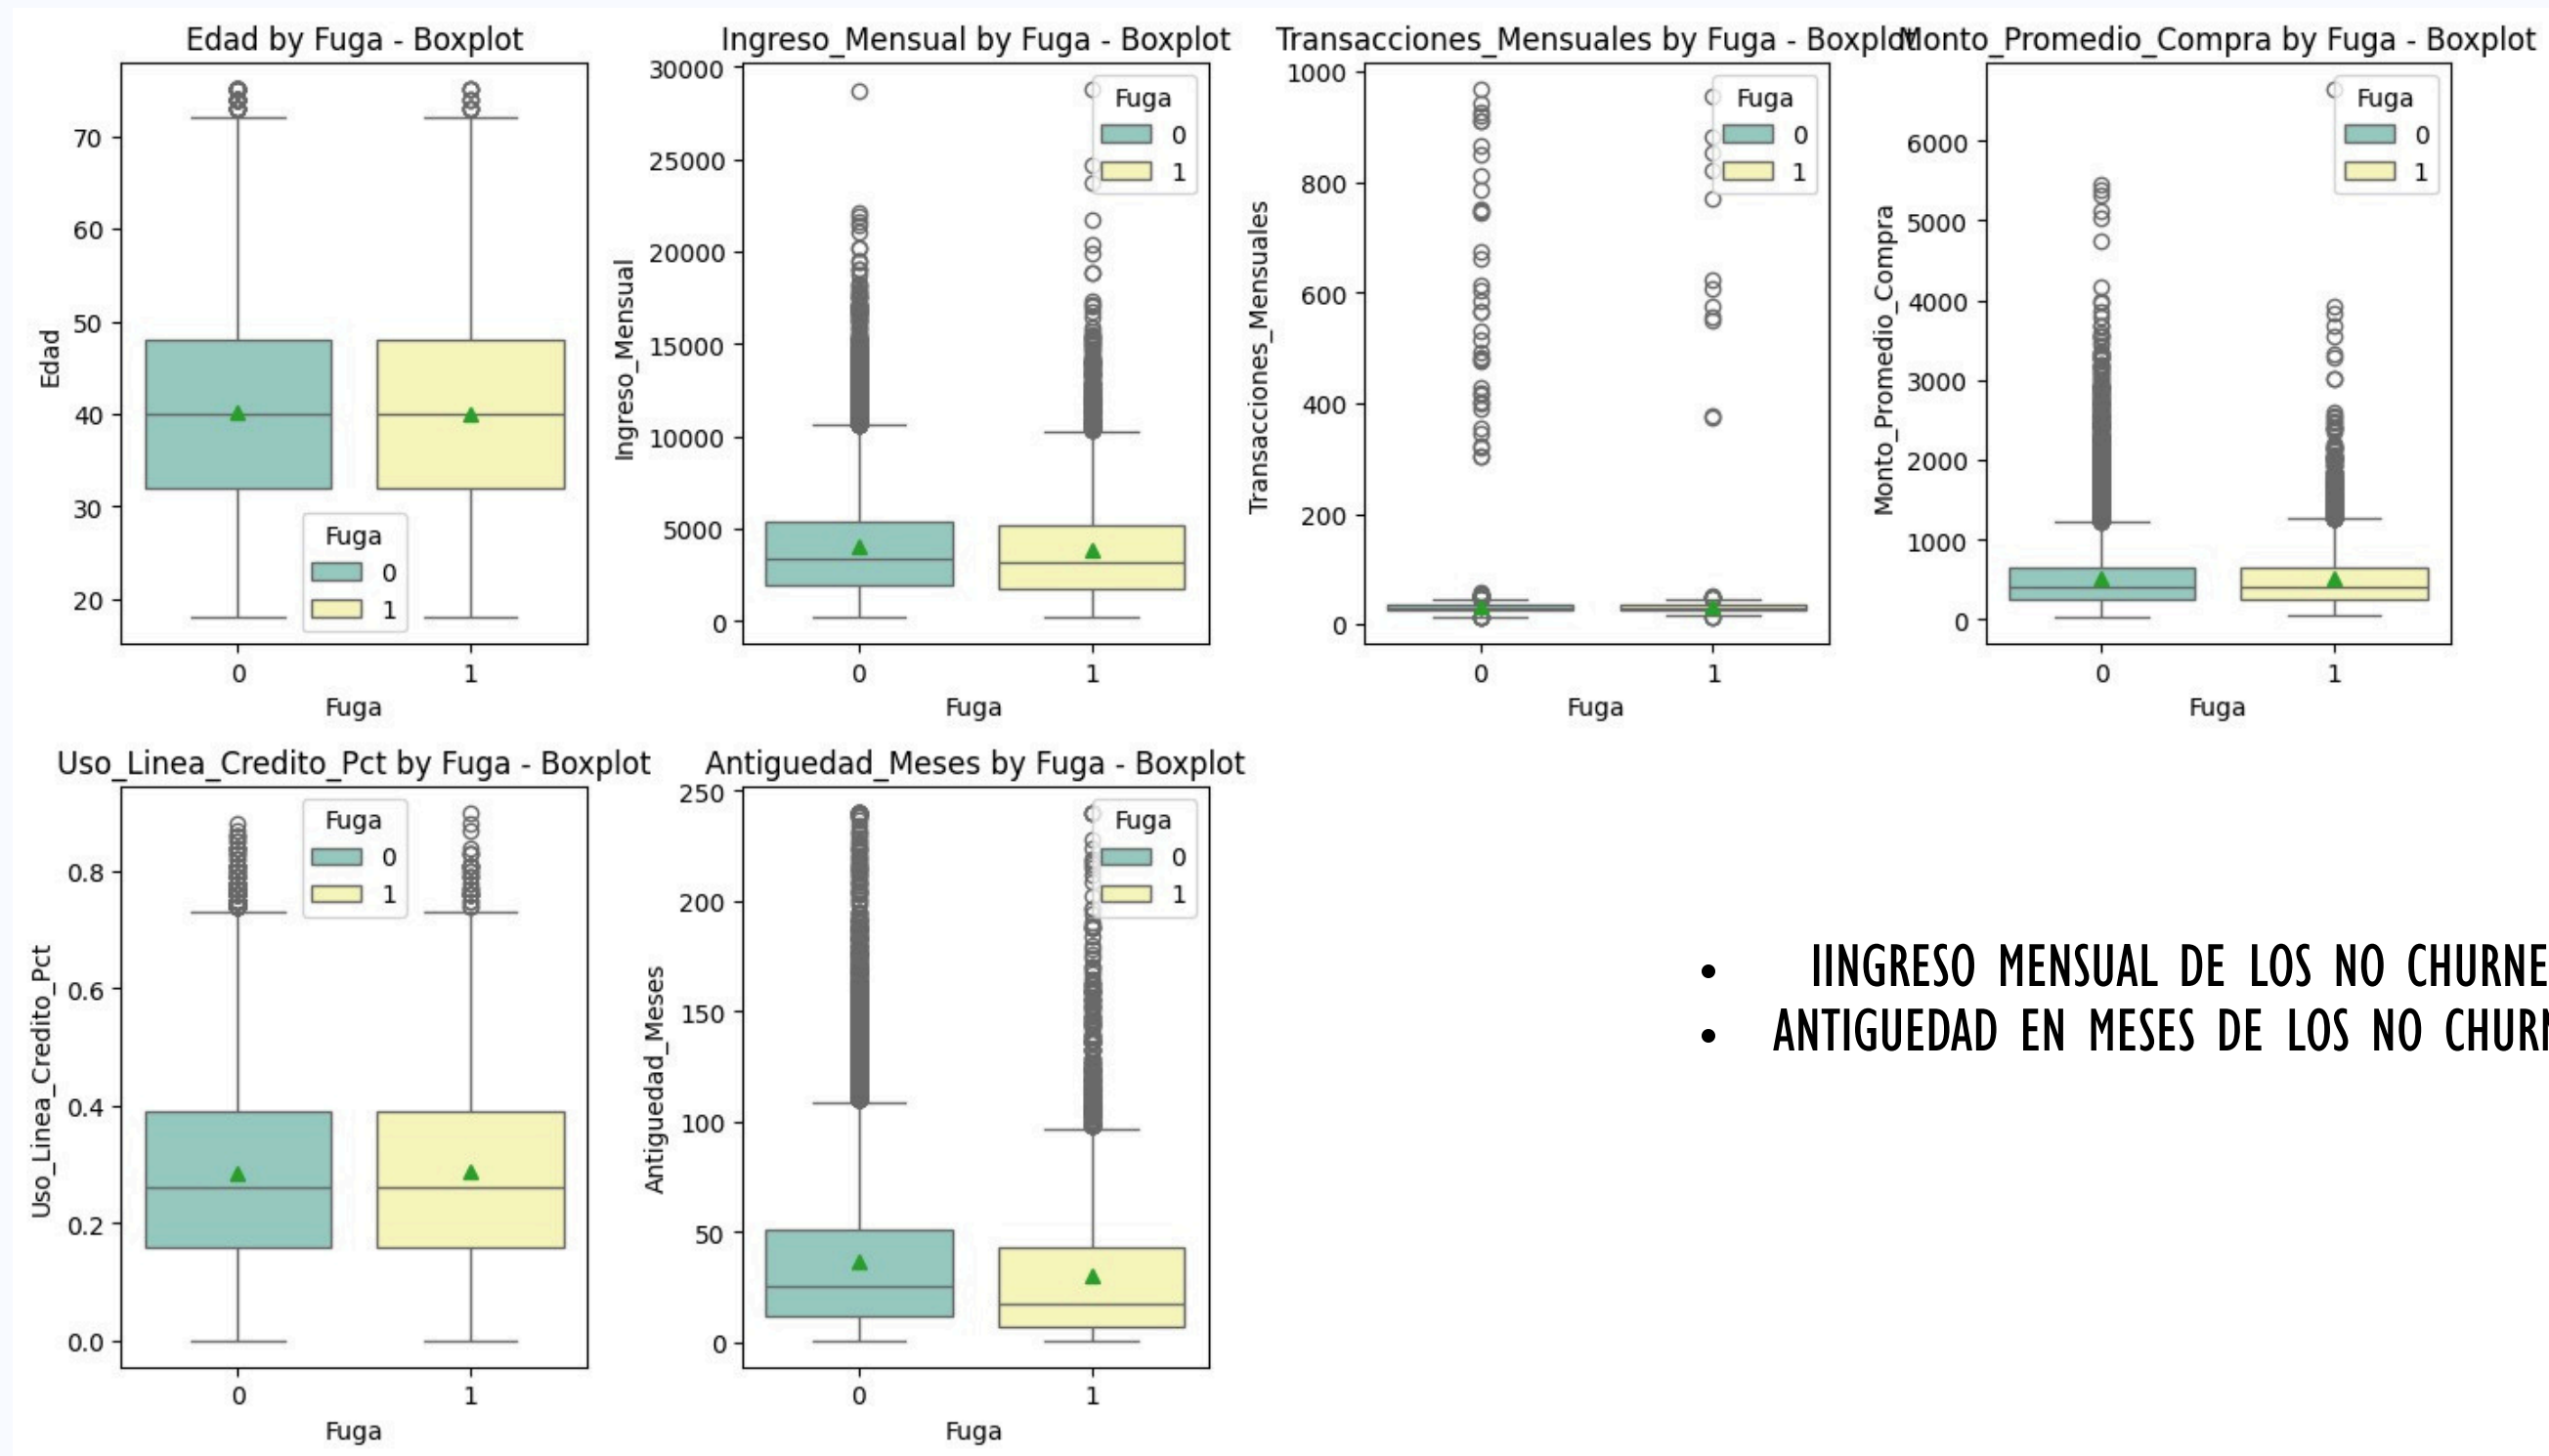 Edad by Fuga - Boxplot
Edad
70
60
50
40
30
20
Fuga
0
1
0 1
Fuga
Ingreso_Mensual by Fuga - Boxplot
Ingreso_Mensual
30000
25000
20000
15000
10000
5000
0
Fuga
0
1
0 1
Fuga
Transacciones_Mensuales by Fuga - Boxplot
Transacciones_Mensuales
1000
800
600
400
200
0
Fuga
0
1
0 1
Fuga
Monto_Promedio_Compra by Fuga - Boxplot
Monto_Promedio_Compra
6000
5000
4000
3000
2000
1000
0
Fuga
0
1
0 1
Fuga
Uso_Linea_Credito_Pct by Fuga - Boxplot
Uso_Linea_Credito_Pct
0.8
0.6
0.4
0.2
0.0
Fuga
0
1
0 1
Fuga
Antiguedad_Meses by Fuga - Boxplot
Antiguedad_Meses
250
200
150
100
50
0
Fuga
0
1
0 1
Fuga
• IINGRESO MENSUAL DE LOS NO CHURNE
• ANTIGUEDAD EN MESES DE LOS NO